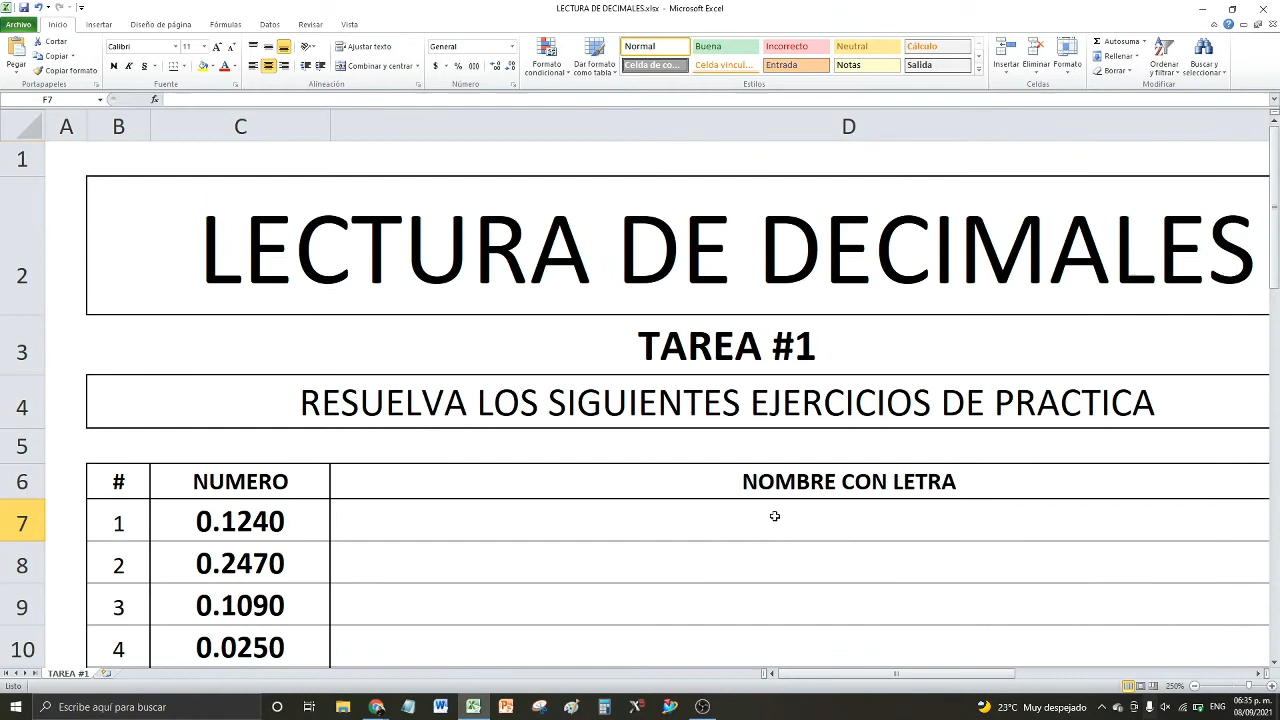 LECTURA DE DECIMALES.xlsx - Microsoft Excel
Archivo Inicio Insertar Diseño de página Fórmulas Datos Revisar Vista
Pegar
Cortar
Copiar
Copiar formato
Portapapeles
Calibri 11
N K S
Fuente
Ajustar texto
Combinar y centrar
Alineación
General
$ % 000
Número
Formato condicional
Dar formato como tabla
Normal Buena Incorrecto Neutral Cálculo
Celda de co... Celda vincul... Entrada Notas Salida
Estilos
Insertar Eliminar Formato
Celdas
Autosuma
Rellenar
Borrar
Ordenar y filtrar
Buscar y seleccionar
Modificar
F7 fx
A B C D
1
2 LECTURA DE DECIMALES
3 TAREA #1
4 RESUELVA LOS SIGUIENTES EJERCICIOS DE PRACTICA
5
6 # NUMERO NOMBRE CON LETRA
7 1 0.1240
8 2 0.2470
9 3 0.1090
10 4 0.0250
TAREA #1
Listo 250%
Escribe aquí para buscar
23°C Muy despejado ENG 06:35 p. m.
09/09/2021